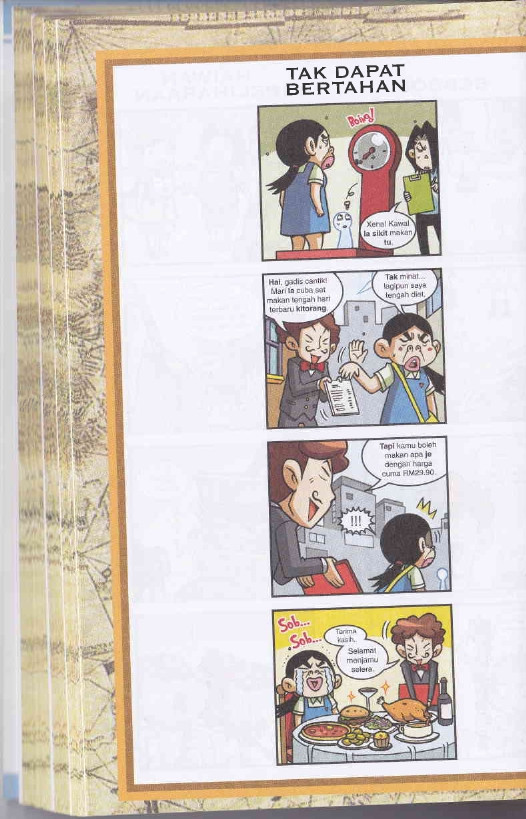 TAK DAPAT
BERTAHAN
Boing!
Xena! Kawal
la sikit makan
tu.
Hai, gadis cantik!
Mari la cuba set
makan tengah hari
terbaru kitorang.
Tak minat...
lagipun saya
tengah diet.
Tapi kamu boleh
makan apa je
dengan harga
cuma RM29.90.
!!!
Sob...
Sob...
Terima
kasih.
Selamat
menjamu
selera.